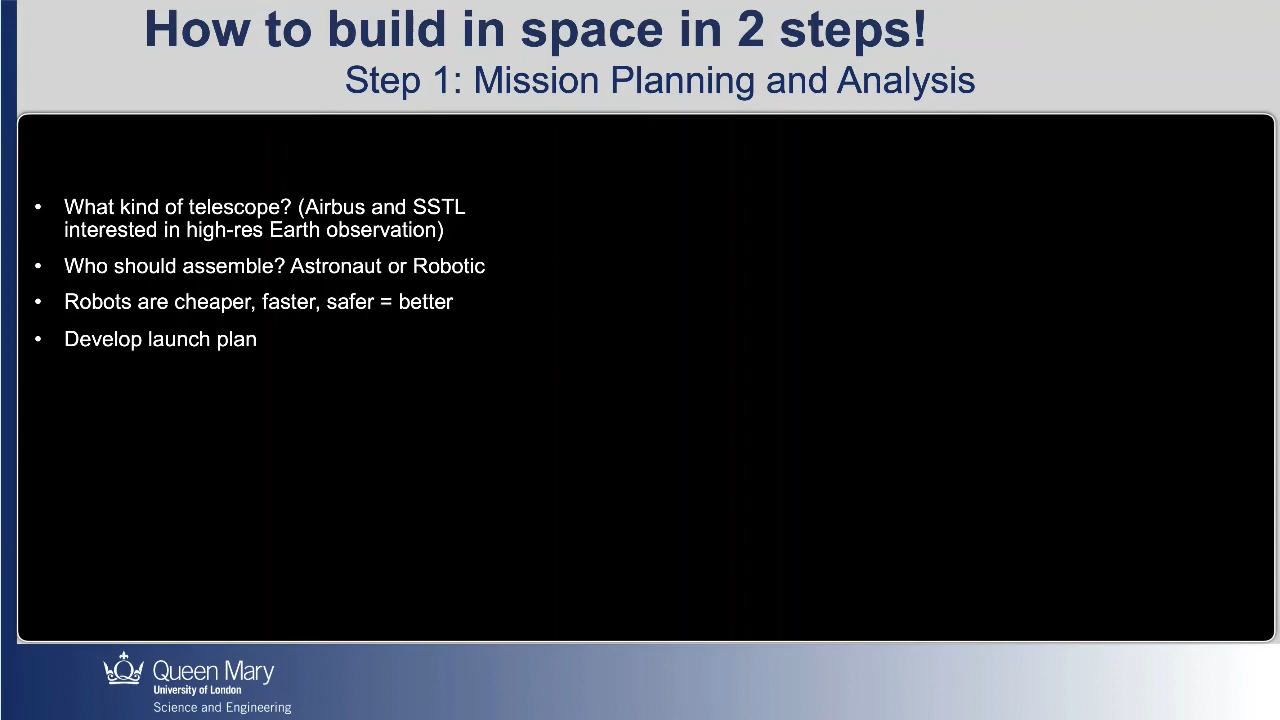 How to build in space in 2 steps!
Step 1: Mission Planning and Analysis
• What kind of telescope? (Airbus and SSTL
interested in high-res Earth observation)
• Who should assemble? Astronaut or Robotic
• Robots are cheaper, faster, safer = better
• Develop launch plan
Queen Mary
University of London
Science and Engineering